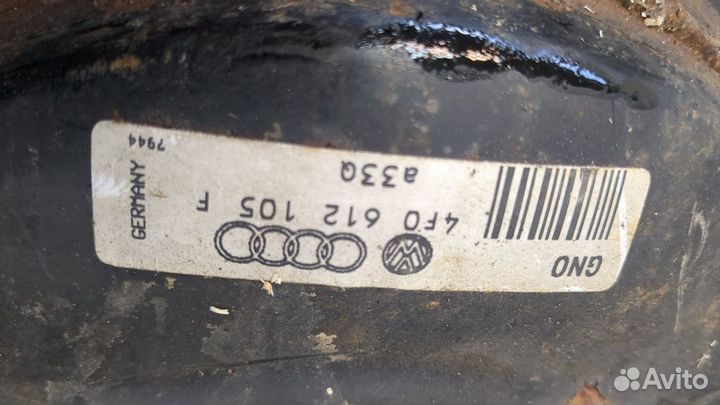 GNO
4F0 612 105 F
a33Q
GERMANY
7944
Avito